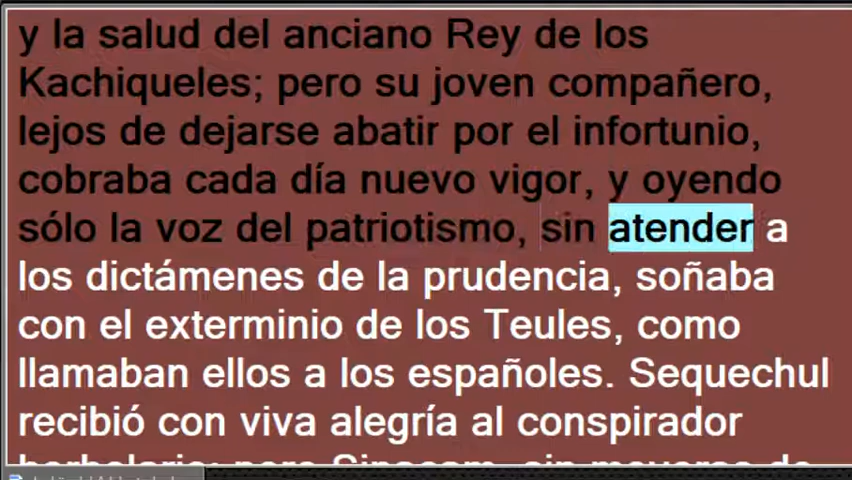 y la salud del anciano Rey de los
Kachiqueles; pero su joven compañero,
lejos de dejarse abatir por el infortunio,
cobraba cada día nuevo vigor, y oyendo
sólo la voz del patriotismo, sin atender a
los dictámenes de la prudencia, soñaba
con el exterminio de los Teules, como
llamaban ellos a los españoles. Sequechul
recibió con viva alegría al conspirador